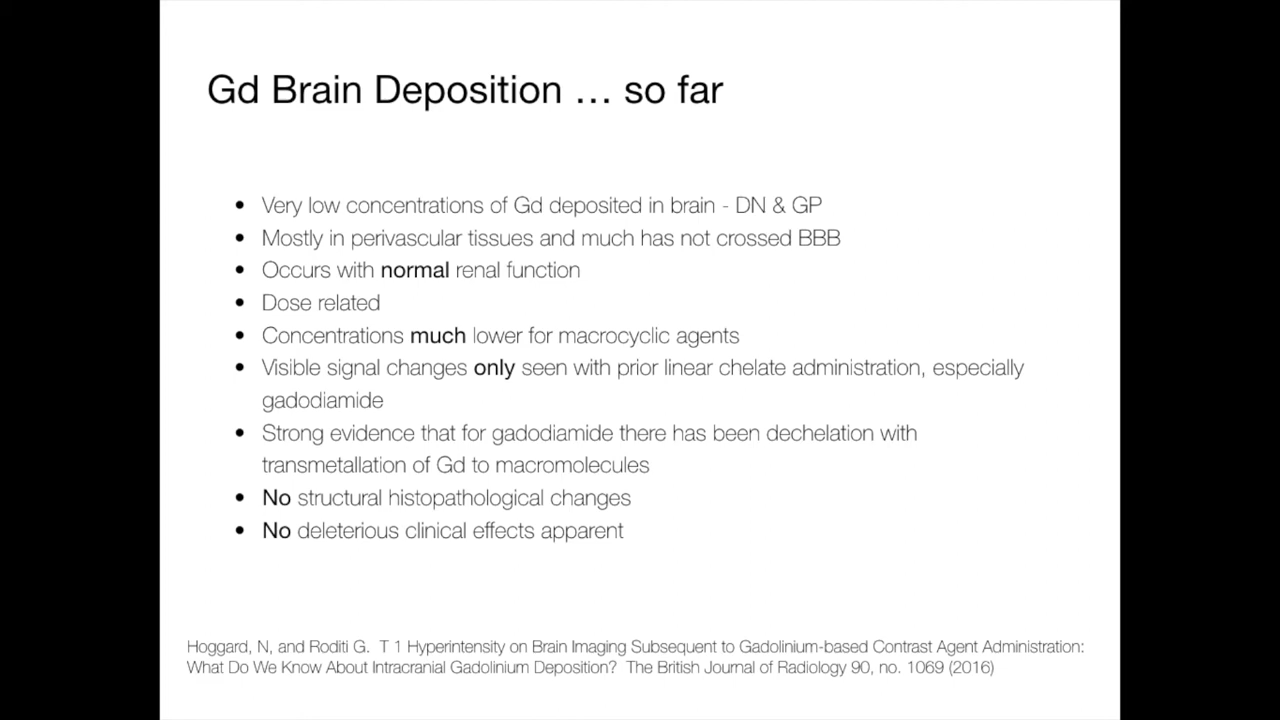 Gd Brain Deposition … so far
• Very low concentrations of Gd deposited in brain - DN & GP
• Mostly in perivascular tissues and much has not crossed BBB
• Occurs with normal renal function
• Dose related
• Concentrations much lower for macrocyclic agents
• Visible signal changes only seen with prior linear chelate administration, especially
gadodiamide
• Strong evidence that for gadodiamide there has been dechelation with
transmetallation of Gd to macromolecules
• No structural histopathological changes
• No deleterious clinical effects apparent
Hoggard, N, and Roditi G. T 1 Hyperintensity on Brain Imaging Subsequent to Gadolinium-based Contrast Agent Administration:
What Do We Know About Intracranial Gadolinium Deposition? The British Journal of Radiology 90, no. 1069 (2016)